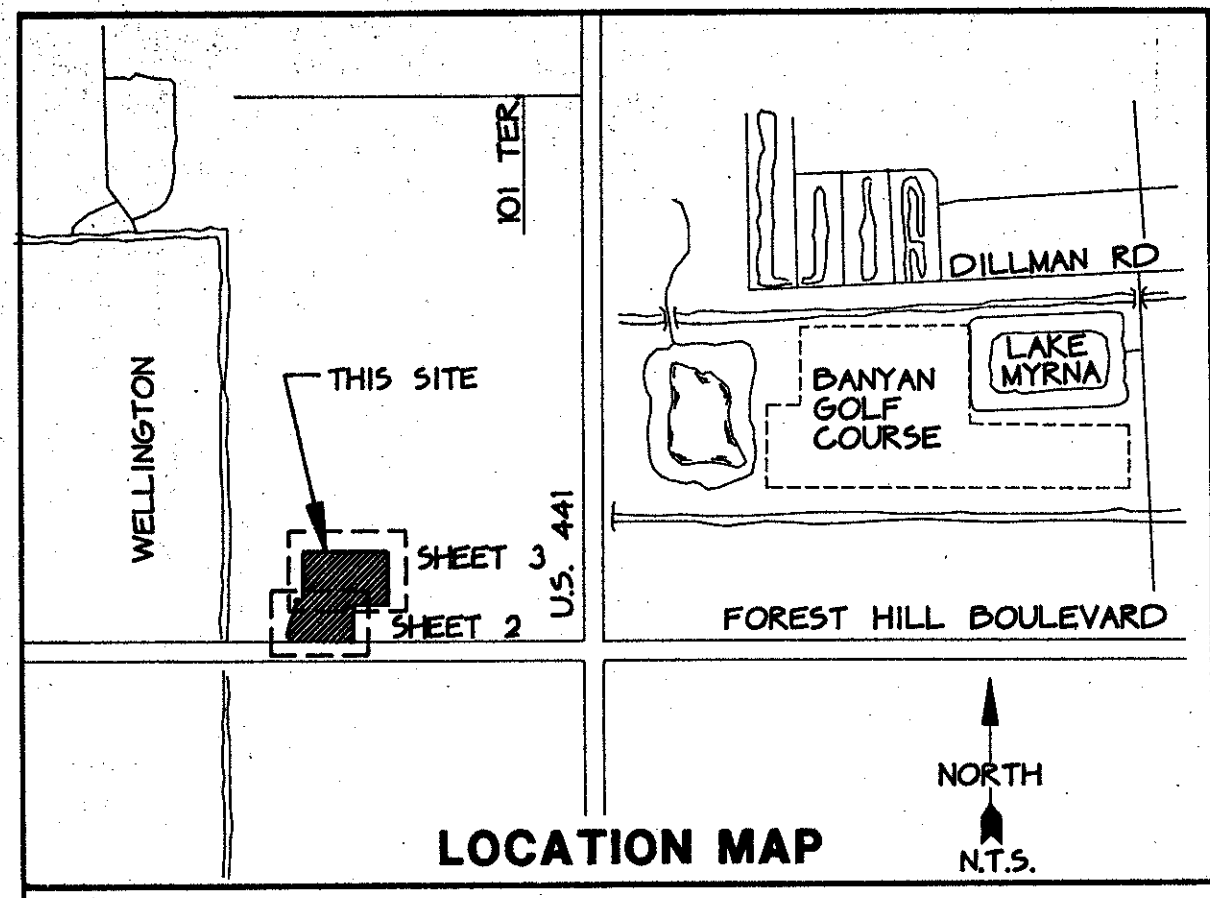 101 TER.
DILLMAN RD
LAKE
MYRNA
BANYAN
GOLF
COURSE
WELLINGTON
THIS SITE
U.S. 441
SHEET 3
SHEET 2
FOREST HILL BOULEVARD
NORTH
N.T.S.
LOCATION MAP